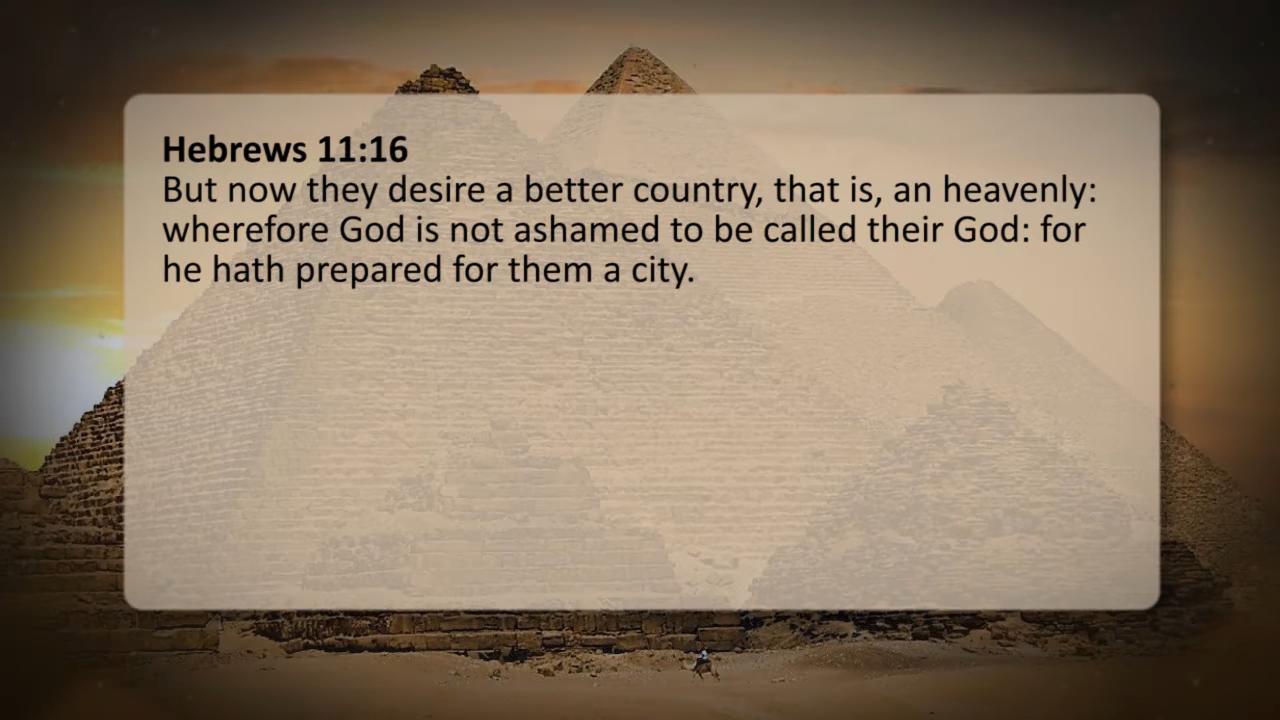 Hebrews 11:16
But now they desire a better country, that is, an heavenly:
wherefore God is not ashamed to be called their God: for
he hath prepared for them a city.